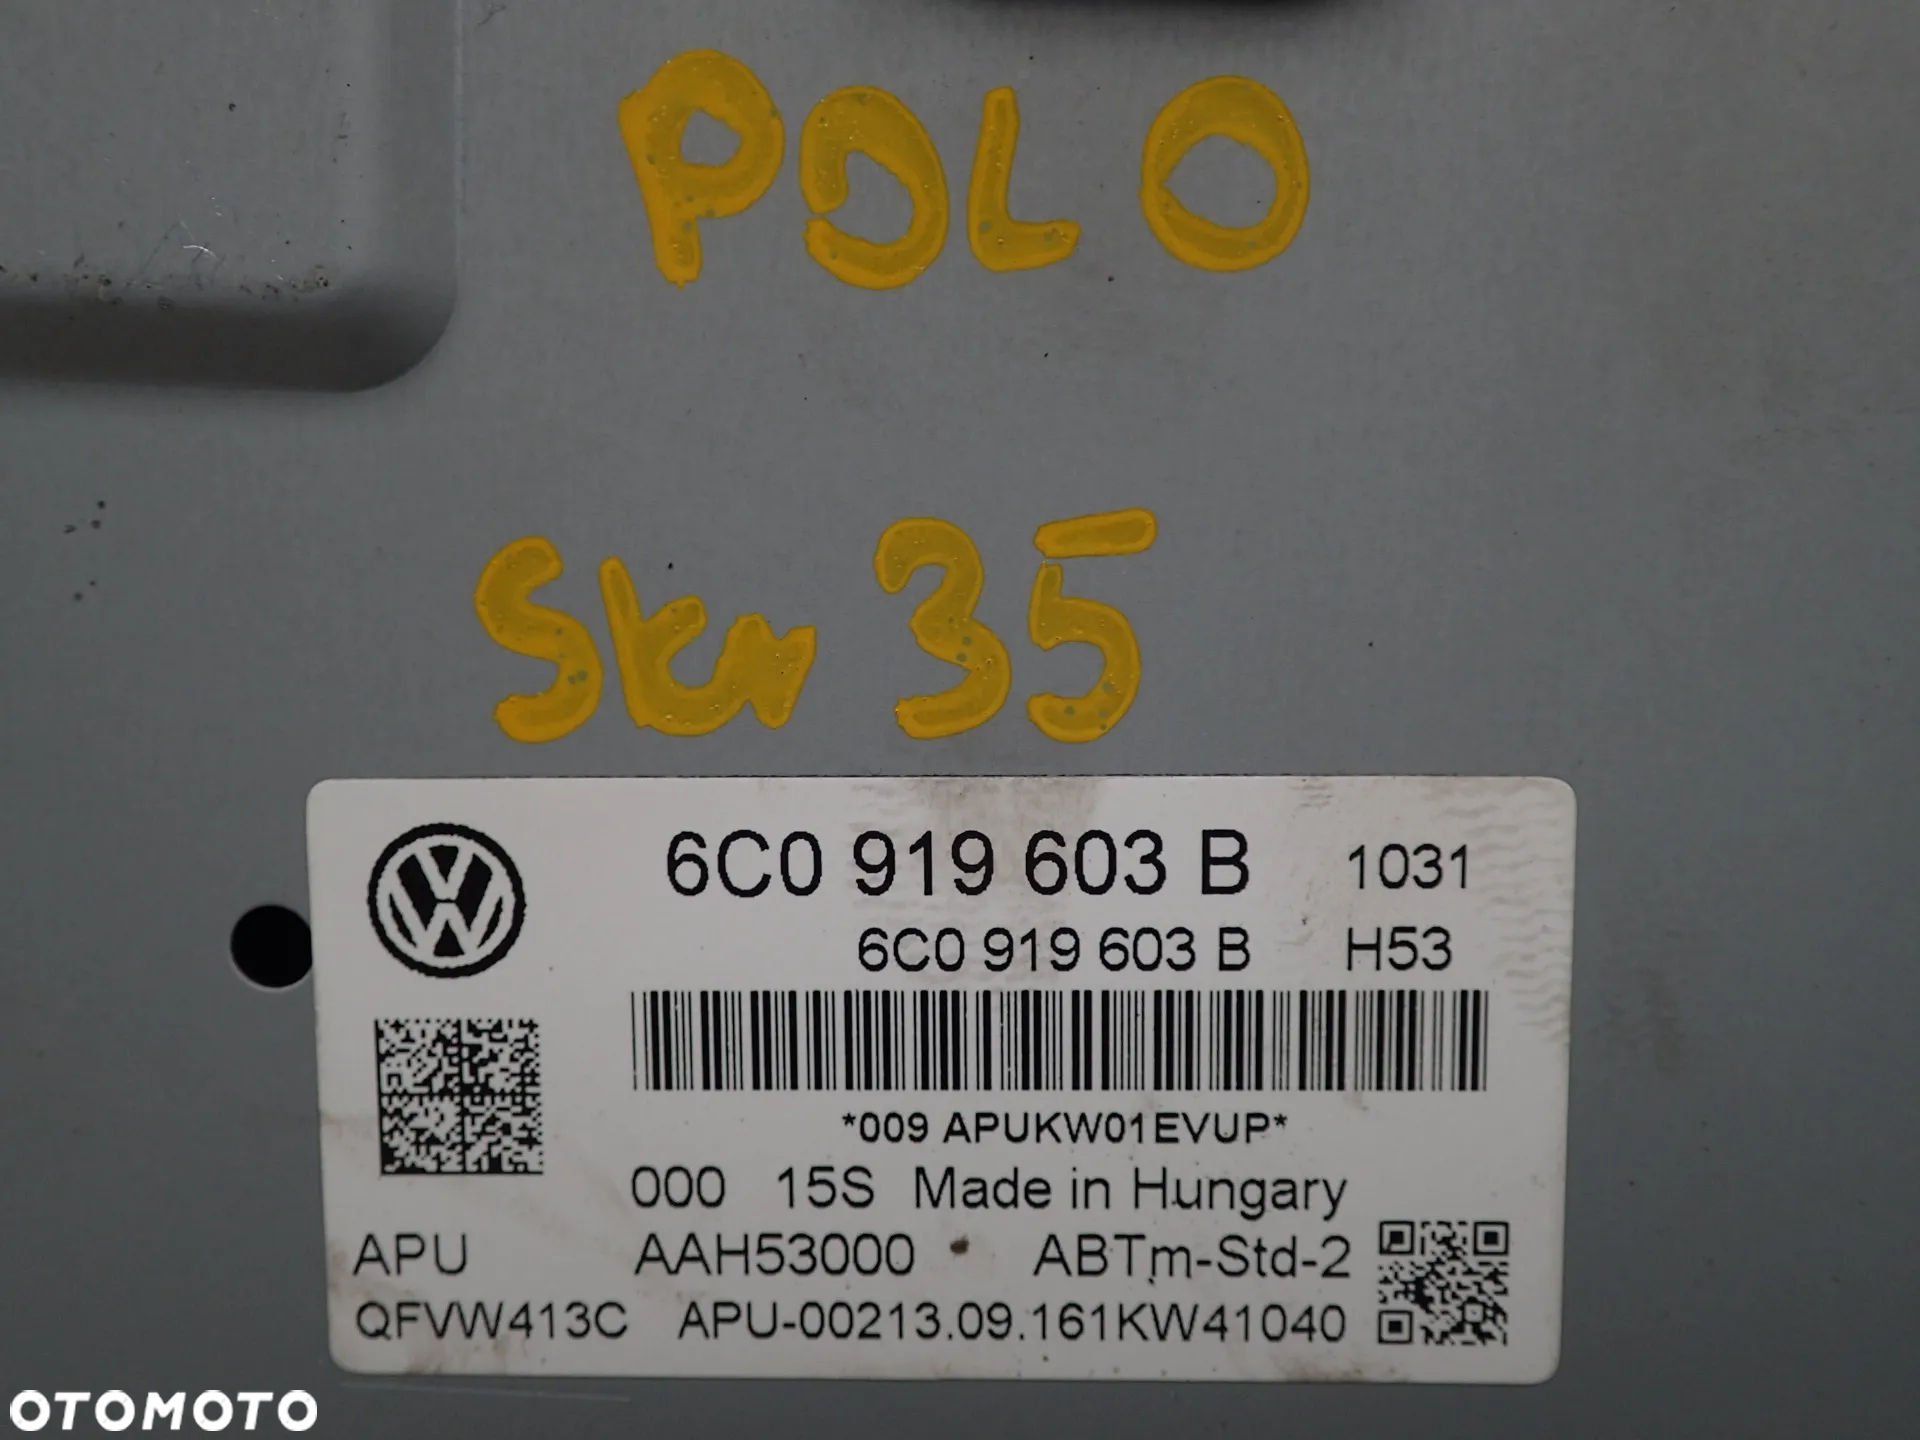 POLO
Skr 35
6C0 919 603 B 1031
6C0 919 603 B H53
*009 APUKW01EVUP*
000 15S Made in Hungary
APU AAH53000 ABTm-Std-2
QFVW413C APU-00213.09.161KW41040
OTOMOTO